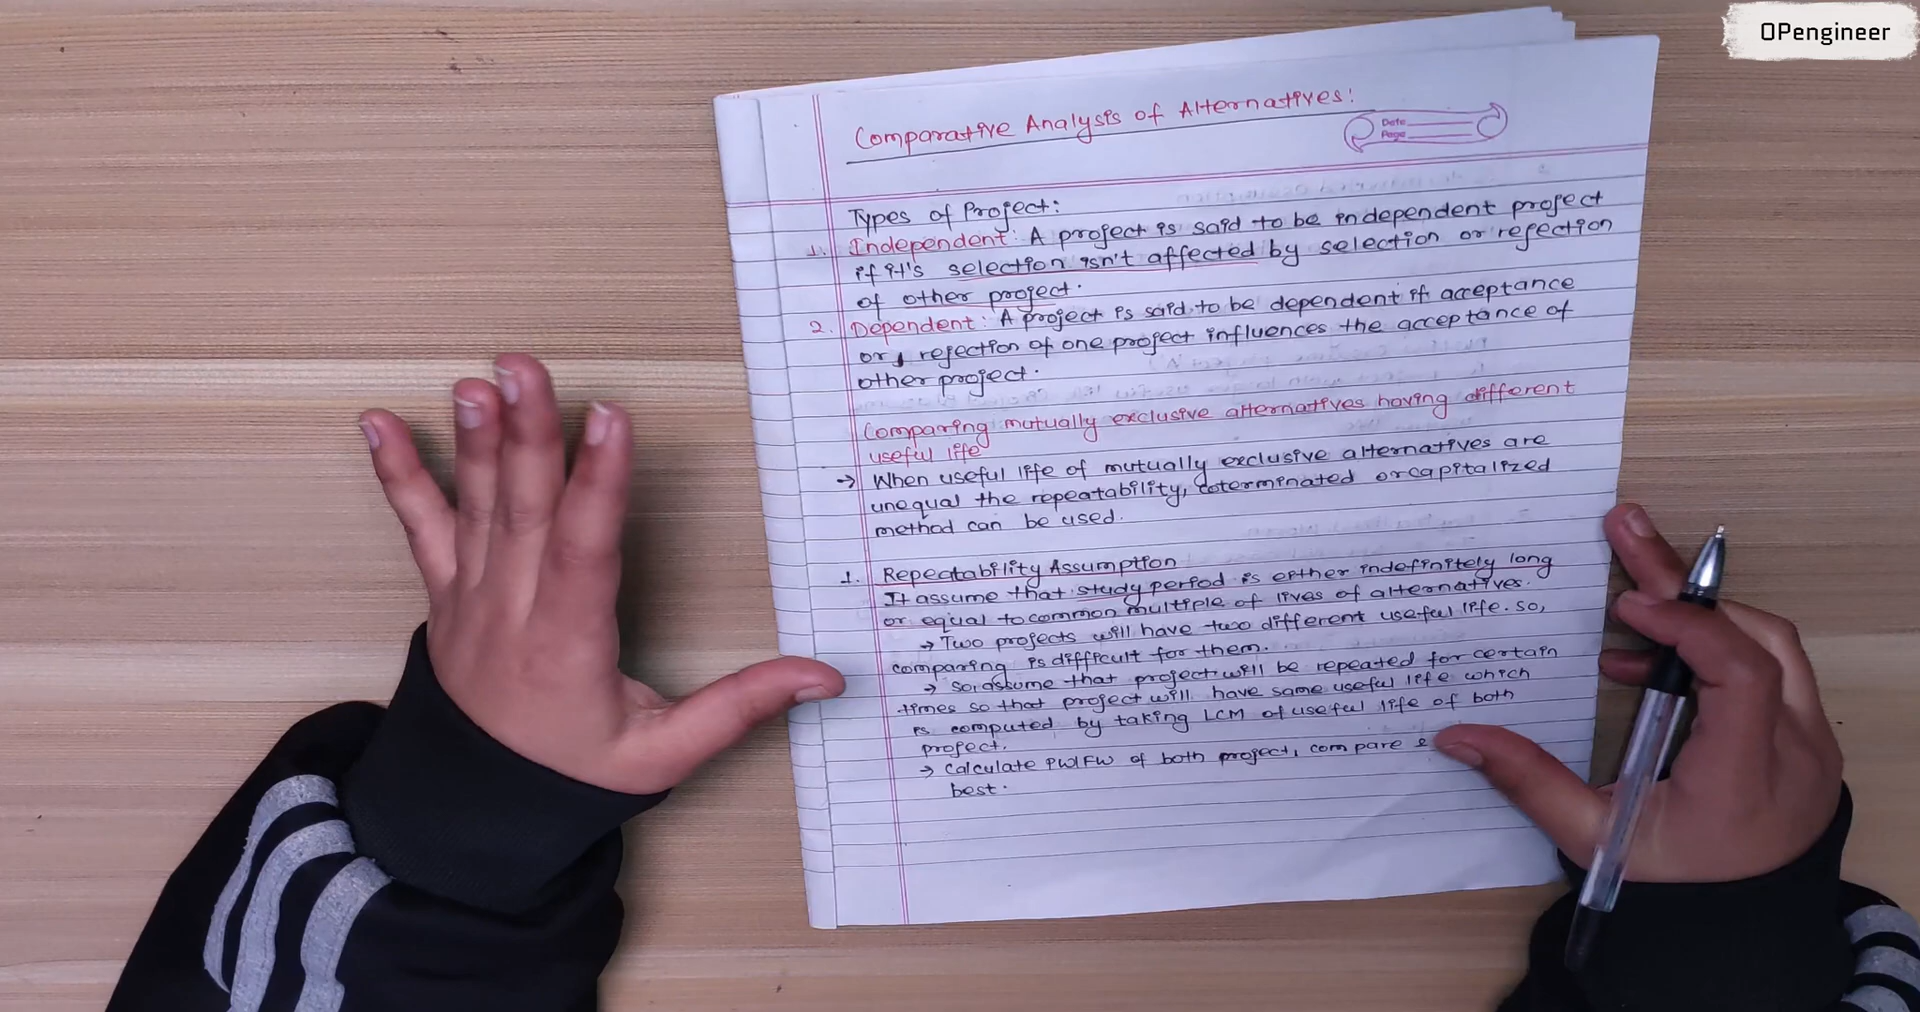 OPengineer
Comparative Analysis of Alternatives:
Date
Page
Types of Project:
1. Independent: A project is said to be independent project
if it's selection isn't affected by selection or rejection
of other project.
2. Dependent: A project is said to be dependent if acceptance
or, rejection of one project influences the acceptance of
other project.
Comparing mutually exclusive alternatives having different
useful life
→ When useful life of mutually exclusive alternatives are
unequal the repeatability, coterminated or capitalized
method can be used.
1. Repeatability Assumption
It assume that study period is either indefinitely long
or equal to common multiple of lives of alternatives.
→ Two projects will have two different useful life. so,
comparing is difficult for them.
→ so, assume that project will be repeated for certain
times so that project will have same useful life which
is computed by taking LCM of useful life of both
project.
→ Calculate PW/FW of both project, compare &
best.